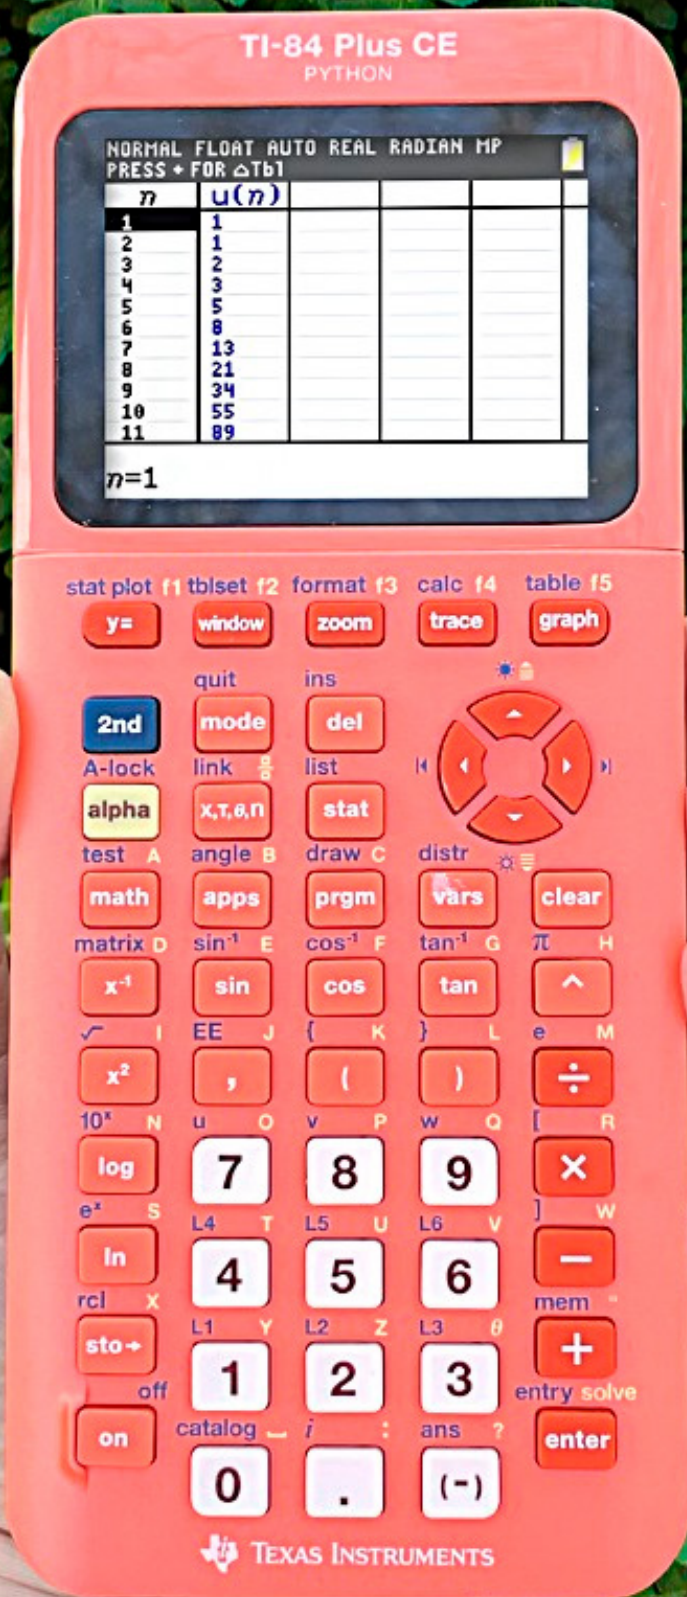 TI-84 Plus CE
PYTHON
NORMAL FLOAT AUTO REAL RADIAN MP
PRESS + FOR △Tbl
n u(n)
1 1
2 1
3 2
4 3
5 5
6 8
7 13
8 21
9 34
10 55
11 89
n=1
stat plot f1 tblset f2 format f3 calc f4 table f5
y= window zoom trace graph
quit ins
2nd mode del
A-lock link list
alpha X,T,θ,n stat
test A angle B draw C distr
math apps prgm vars clear
matrix D sin⁻¹ E cos⁻¹ F tan⁻¹ G π H
x⁻¹ sin cos tan ^
√ I EE J { K } L e M
x² , ( ) ÷
10ˣ N u O v P w Q [ R
log 7 8 9 ×
eˣ S L4 T L5 U L6 V ] W
ln 4 5 6 −
rcl X L1 Y L2 Z L3 θ mem "
sto→ 1 2 3 +
off catalog ⎵ i : ans ? entry solve
on 0 . (-) enter
TEXAS INSTRUMENTS